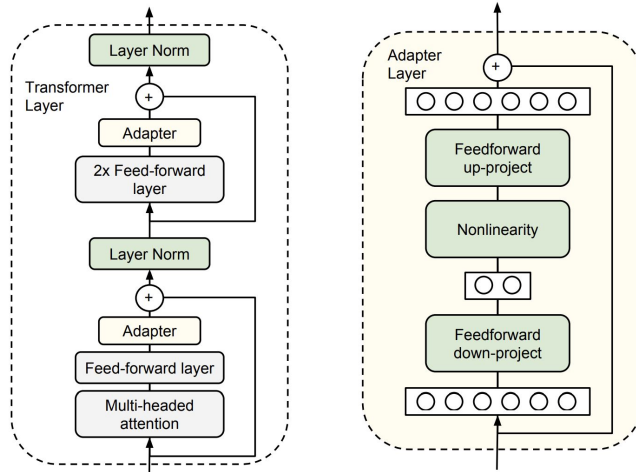 Layer Norm
Transformer
Layer
+
Adapter
2x Feed-forward
layer
Layer Norm
+
Adapter
Feed-forward layer
Multi-headed
attention
Adapter
Layer
+
Feedforward
up-project
Nonlinearity
Feedforward
down-project